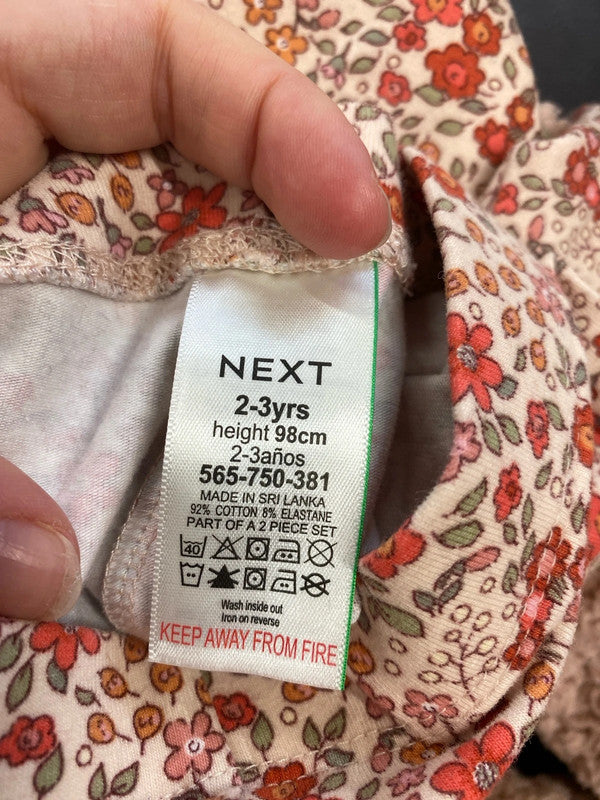 NEXT
2-3yrs
height 98cm
2-3años
565-750-381
MADE IN SRI LANKA
92% COTTON 8% ELASTANE
PART OF A 2 PIECE SET
40
Wash inside out
Iron on reverse
KEEP AWAY FROM FIRE